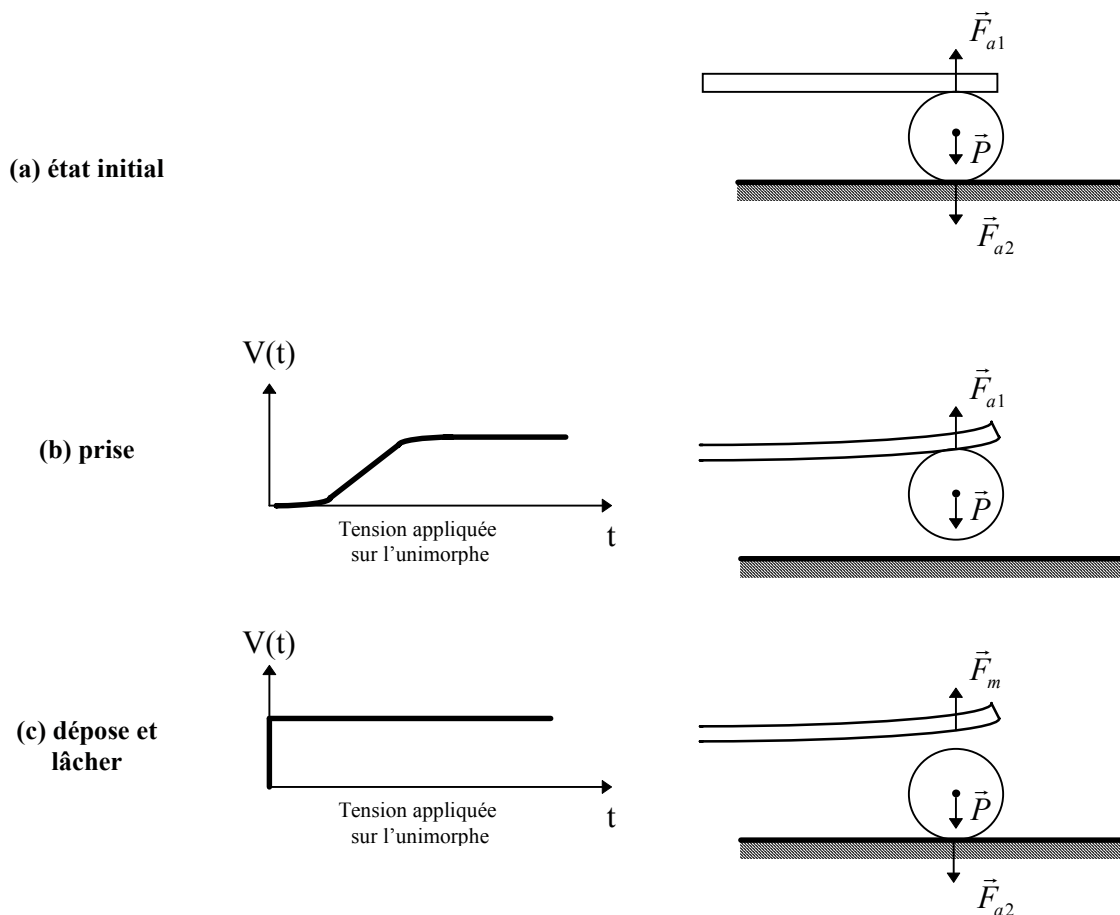 F⃗a1
(a) état initial
P⃗
F⃗a2
V(t)
F⃗a1
(b) prise
P⃗
Tension appliquée
sur l'unimorphe
t
V(t)
F⃗m
(c) dépose et
lâcher
P⃗
Tension appliquée
sur l'unimorphe
t
F⃗a2